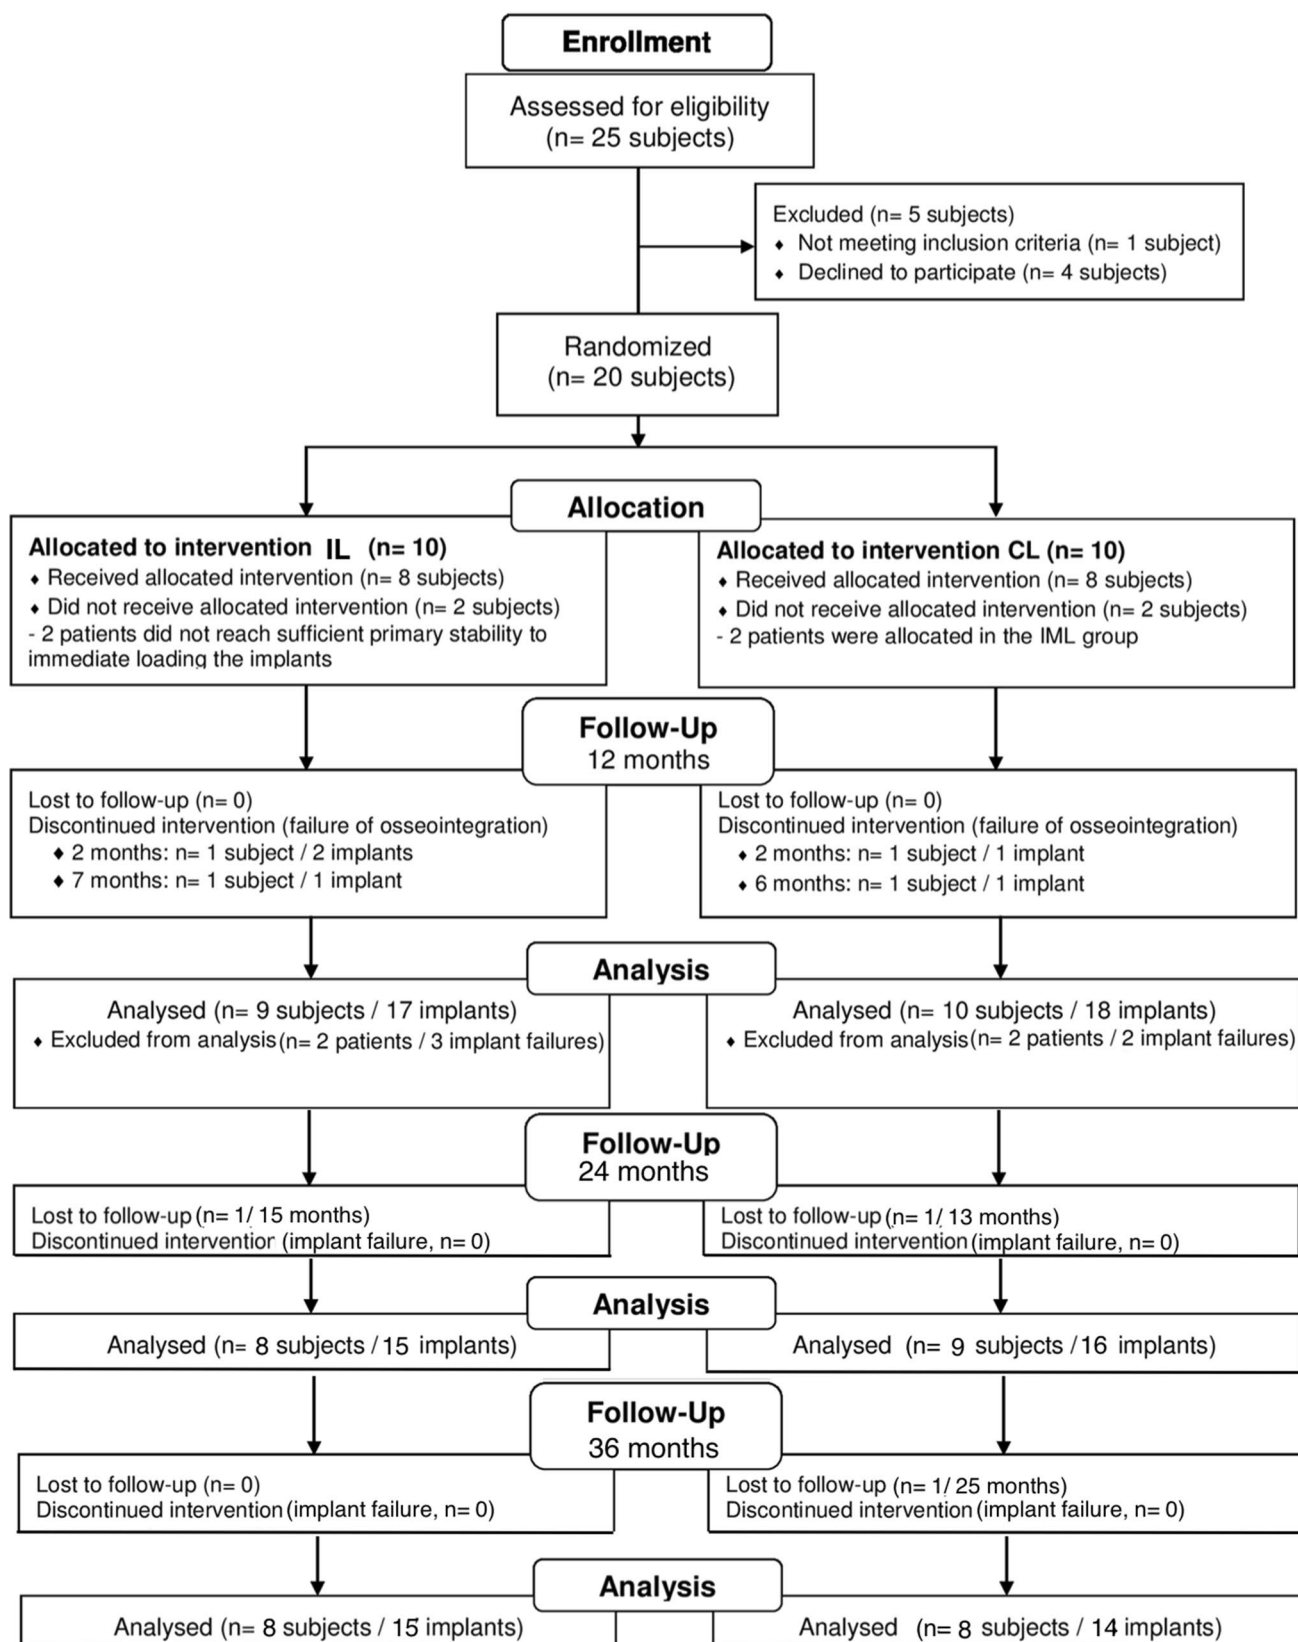 Enrollment
Assessed for eligibility
(n= 25 subjects)
Excluded (n= 5 subjects)
♦ Not meeting inclusion criteria (n= 1 subject)
♦ Declined to participate (n= 4 subjects)
Randomized
(n= 20 subjects)
Allocation
Allocated to intervention IL (n= 10)
♦ Received allocated intervention (n= 8 subjects)
♦ Did not receive allocated intervention (n= 2 subjects)
- 2 patients did not reach sufficient primary stability to
immediate loading the implants
Allocated to intervention CL (n= 10)
♦ Received allocated intervention (n= 8 subjects)
♦ Did not receive allocated intervention (n= 2 subjects)
- 2 patients were allocated in the IML group
Follow-Up
12 months
Lost to follow-up (n= 0)
Discontinued intervention (failure of osseointegration)
♦ 2 months: n= 1 subject / 2 implants
♦ 7 months: n= 1 subject / 1 implant
Lost to follow-up (n= 0)
Discontinued intervention (failure of osseointegration)
♦ 2 months: n= 1 subject / 1 implant
♦ 6 months: n= 1 subject / 1 implant
Analysis
Analysed (n= 9 subjects / 17 implants)
♦ Excluded from analysis (n= 2 patients / 3 implant failures)
Analysed (n= 10 subjects / 18 implants)
♦ Excluded from analysis (n= 2 patients / 2 implant failures)
Follow-Up
24 months
Lost to follow-up (n= 1/ 15 months)
Discontinued intervention (implant failure, n= 0)
Lost to follow-up (n= 1/ 13 months)
Discontinued intervention (implant failure, n= 0)
Analysis
Analysed (n= 8 subjects / 15 implants)
Analysed (n= 9 subjects / 16 implants)
Follow-Up
36 months
Lost to follow-up (n= 0)
Discontinued intervention (implant failure, n= 0)
Lost to follow-up (n= 1/ 25 months)
Discontinued intervention (implant failure, n= 0)
Analysis
Analysed (n= 8 subjects / 15 implants)
Analysed (n= 8 subjects / 14 implants)